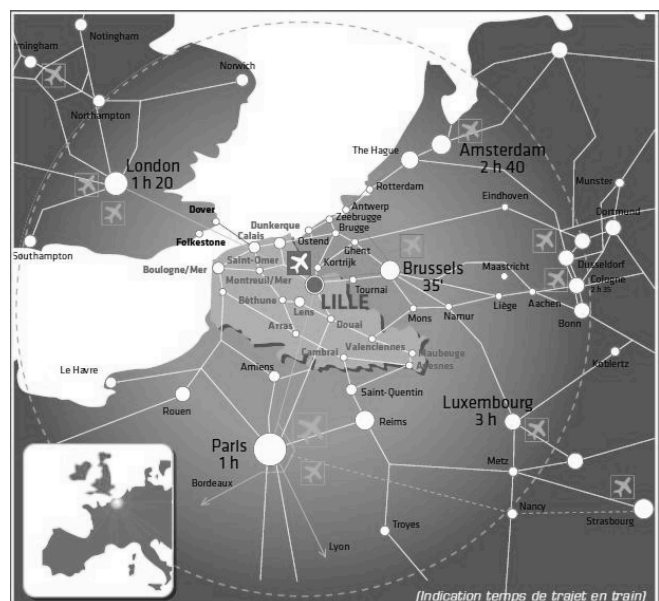 Notingham
rmingham
Norwich
Northampton
London
1 h 20
Amsterdam
2 h 40
The Hague
Rotterdam
Munster
Eindhoven
Dortmund
Antwerp
Zeebrugge
Brugge
Dover
Dunkerque
Calais
Folkestone
Ostend
Ghent
Southampton
Saint-Omer
Kortrijk
Boulogne/Mer
Montreuil/Mer
Brussels
35'
Maastricht
Dusseldorf
Cologne
2 h 35
LILLE
Tournai
Béthune
Lens
Liège
Aachen
Mons
Namur
Bonn
Arras
Douai
Valenciennes
Maubeuge
Cambrai
Avesnes
Koblertz
Le Havre
Amiens
Saint-Quentin
Rouen
Reims
Luxembourg
3 h
Paris
1 h
Metz
Bordeaux
Nancy
Strasbourg
Troyes
Lyon
(Indication temps de trajet en train)